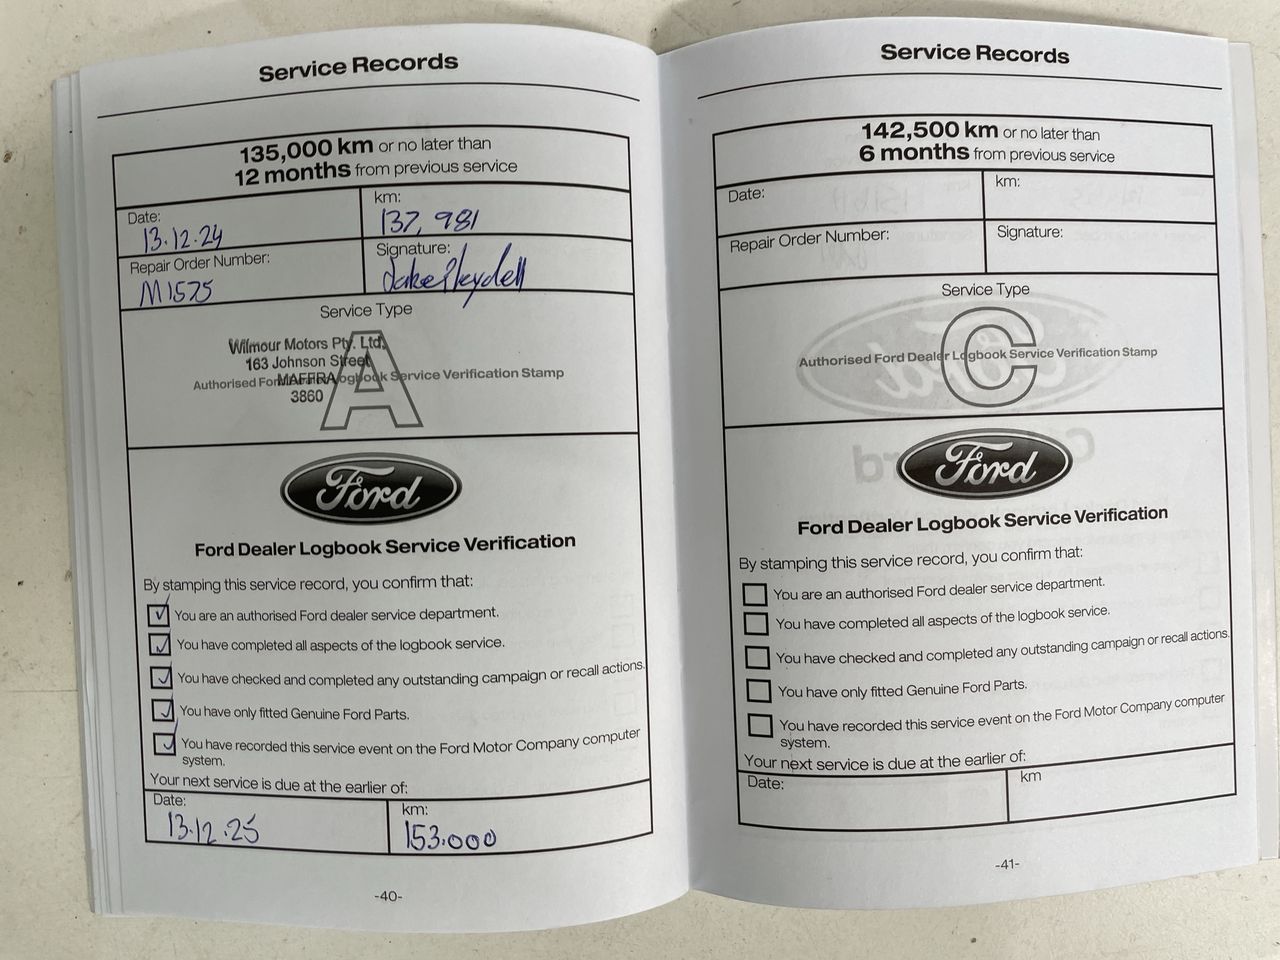 Service Records
135,000 km or no later than
12 months from previous service
Date:
13.12.24
km:
137,981
Repair Order Number:
M1575
Signature:
Service Type
A
Wilmour Motors Pty. Ltd.
163 Johnson Street
MAFFRA
3860
Authorised Ford Dealer Logbook Service Verification Stamp
Ford
Ford Dealer Logbook Service Verification
By stamping this service record, you confirm that:
You are an authorised Ford dealer service department.
You have completed all aspects of the logbook service.
You have checked and completed any outstanding campaign or recall actions.
You have only fitted Genuine Ford Parts.
You have recorded this service event on the Ford Motor Company computer
system.
Your next service is due at the earlier of:
Date:
13.12.25
km:
153.000
-40-
Service Records
142,500 km or no later than
6 months from previous service
Date:
km:
Repair Order Number:
Signature:
Service Type
C
Authorised Ford Dealer Logbook Service Verification Stamp
Ford
Ford Dealer Logbook Service Verification
By stamping this service record, you confirm that:
You are an authorised Ford dealer service department.
You have completed all aspects of the logbook service.
You have checked and completed any outstanding campaign or recall actions.
You have only fitted Genuine Ford Parts.
You have recorded this service event on the Ford Motor Company computer
system.
Your next service is due at the earlier of:
Date:
km
-41-